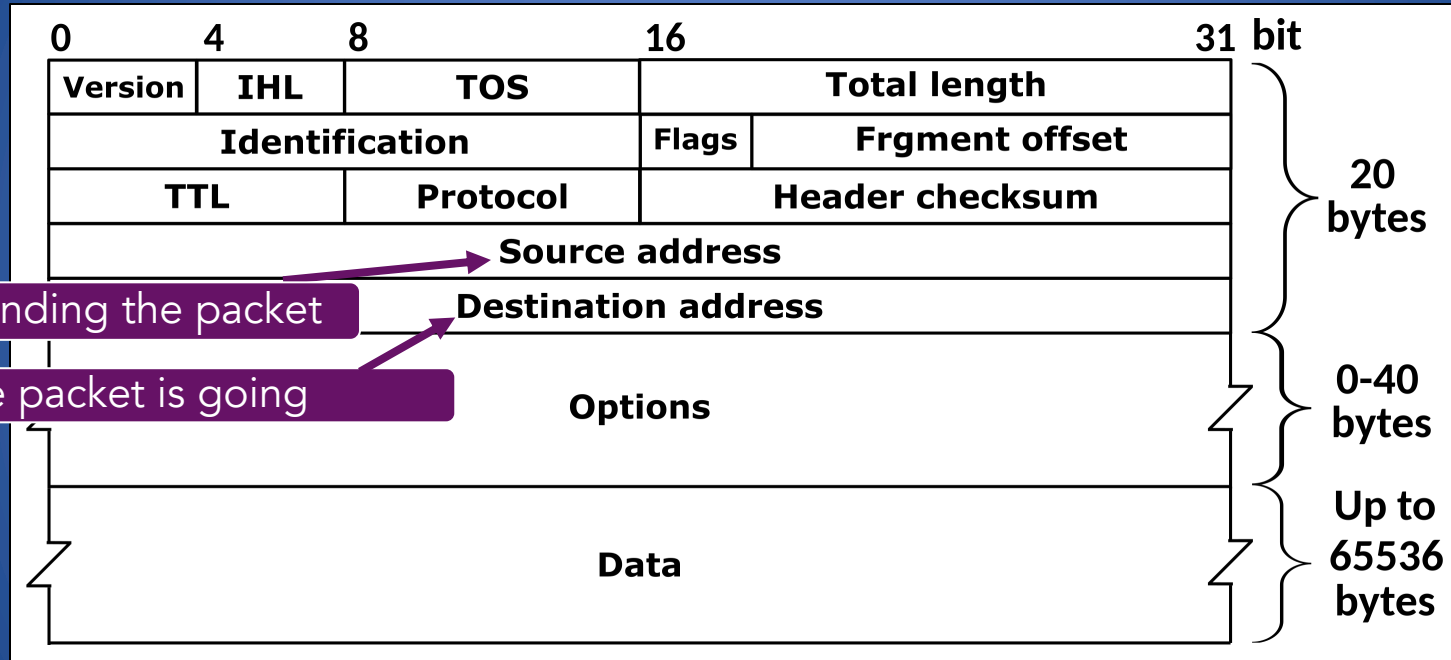 0 4 8 16 31 bit
Version IHL TOS Total length
Identification Flags Frgment offset
TTL Protocol Header checksum
Source address
20
bytes
nding the packet
Destination address
packet is going
Options
0-40
bytes
Data
Up to
65536
bytes